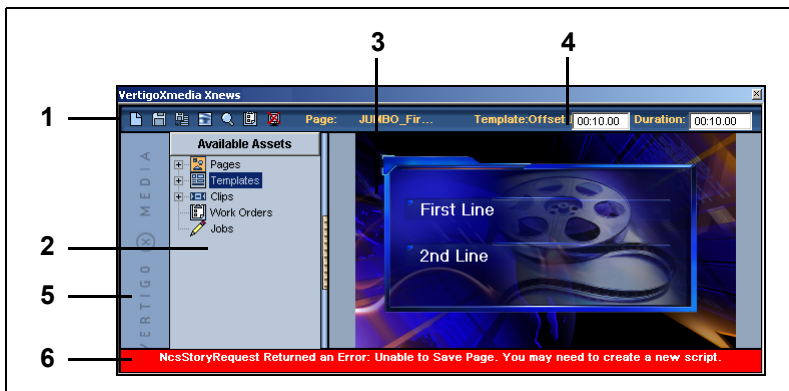 3
4
VertigoXmedia Xnews
1
Page: JUMBO_Fir... Template:Offset: 00:10.00 Duration: 00:10.00
Available Assets
Pages
Templates
Clips
Work Orders
Jobs
First Line
2nd Line
2
5
VERTIGO X MEDIA
6
NcsStoryRequest Returned an Error: Unable to Save Page. You may need to create a new script.